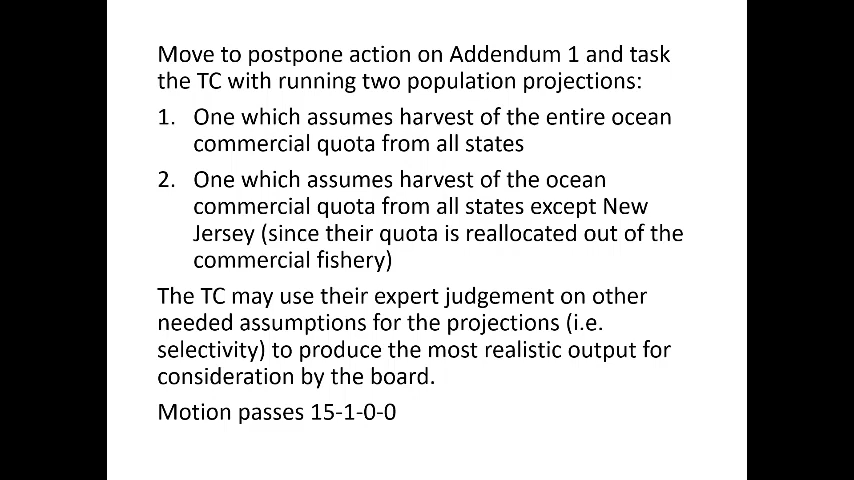 Move to postpone action on Addendum 1 and task
the TC with running two population projections:
1. One which assumes harvest of the entire ocean
commercial quota from all states
2. One which assumes harvest of the ocean
commercial quota from all states except New
Jersey (since their quota is reallocated out of the
commercial fishery)
The TC may use their expert judgement on other
needed assumptions for the projections (i.e.
selectivity) to produce the most realistic output for
consideration by the board.
Motion passes 15-1-0-0